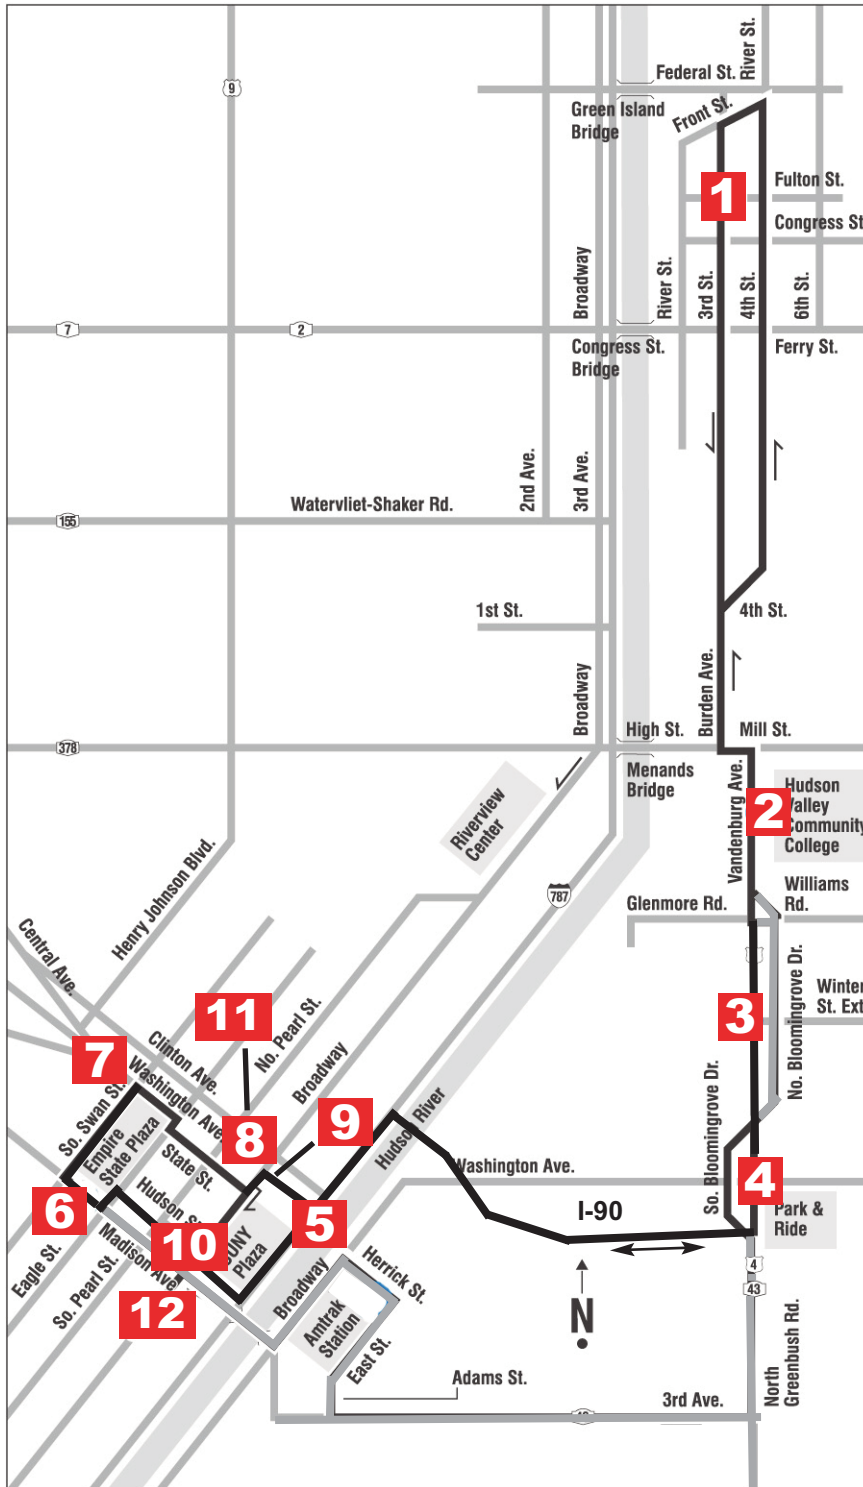 River St.
Federal St.
9
Green Island
Bridge
Front St.
1
Fulton St.
Congress St
Broadway
River St.
3rd St.
4th St.
6th St.
7
2
Congress St.
Bridge
Ferry St.
2nd Ave.
3rd Ave.
Watervliet-Shaker Rd.
155
1st St.
4th St.
Broadway
Burden Ave.
378
High St.
Mill St.
Menands
Bridge
Riverview
Center
Vandenburg Ave.
2
Hudson
Valley
Community
College
Henry Johnson Blvd.
787
Glenmore Rd.
Williams
Rd.
Central Ave.
No. Bloomingrove Dr.
Winter
St. Ext
3
11
No. Pearl St.
Clinton Ave.
Broadway
7
Washington Ave.
8
9
Hudson River
So. Swan St.
Empire
State Plaza
State St.
Washington Ave.
So. Bloomingrove Dr.
4
6
Hudson
10
5
Park &
Ride
I-90
Eagle St.
Madison Ave.
Plaza
So. Pearl St.
Broadway
Herrick St.
4
43
12
Amtrak
Station
N
East St.
Adams St.
3rd Ave.
North
Greenbush Rd.